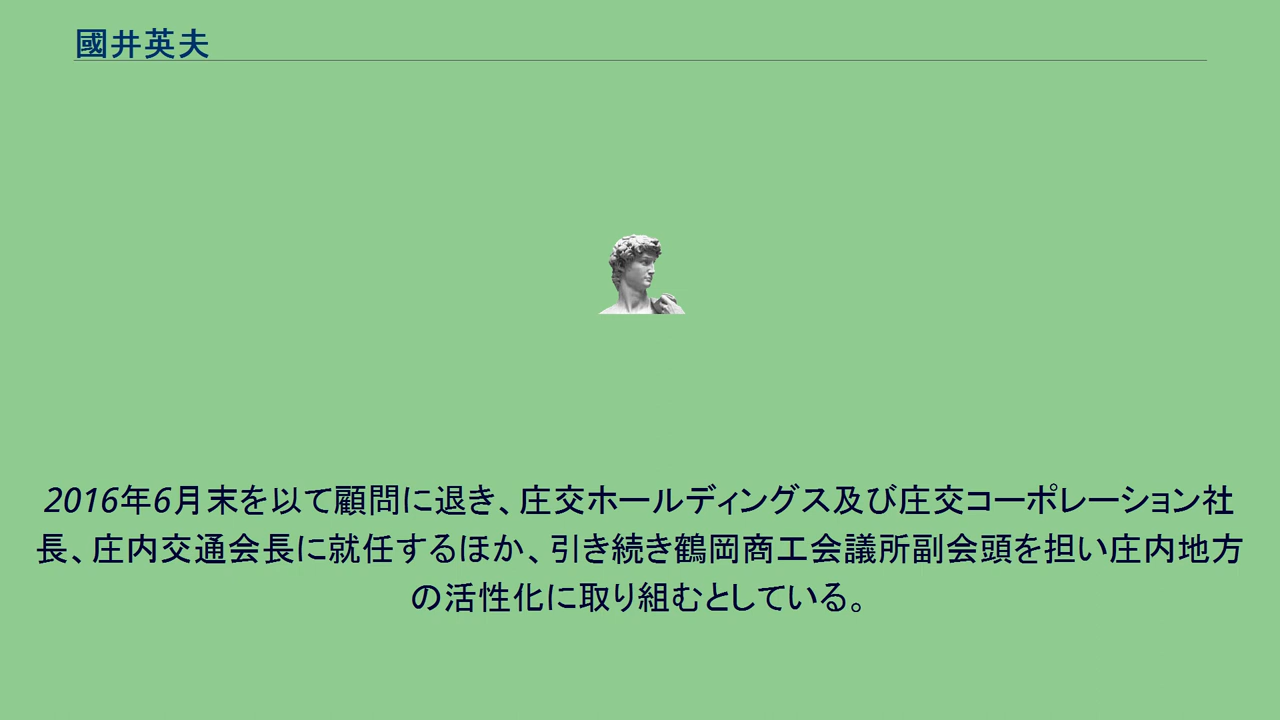 國井英夫
2016年6月末を以て顧問に退き、庄交ホールディングス及び庄交コーポレーション社
長、庄内交通会長に就任するほか、引き続き鶴岡商工会議所副会頭を担い庄内地方
の活性化に取り組むとしている。